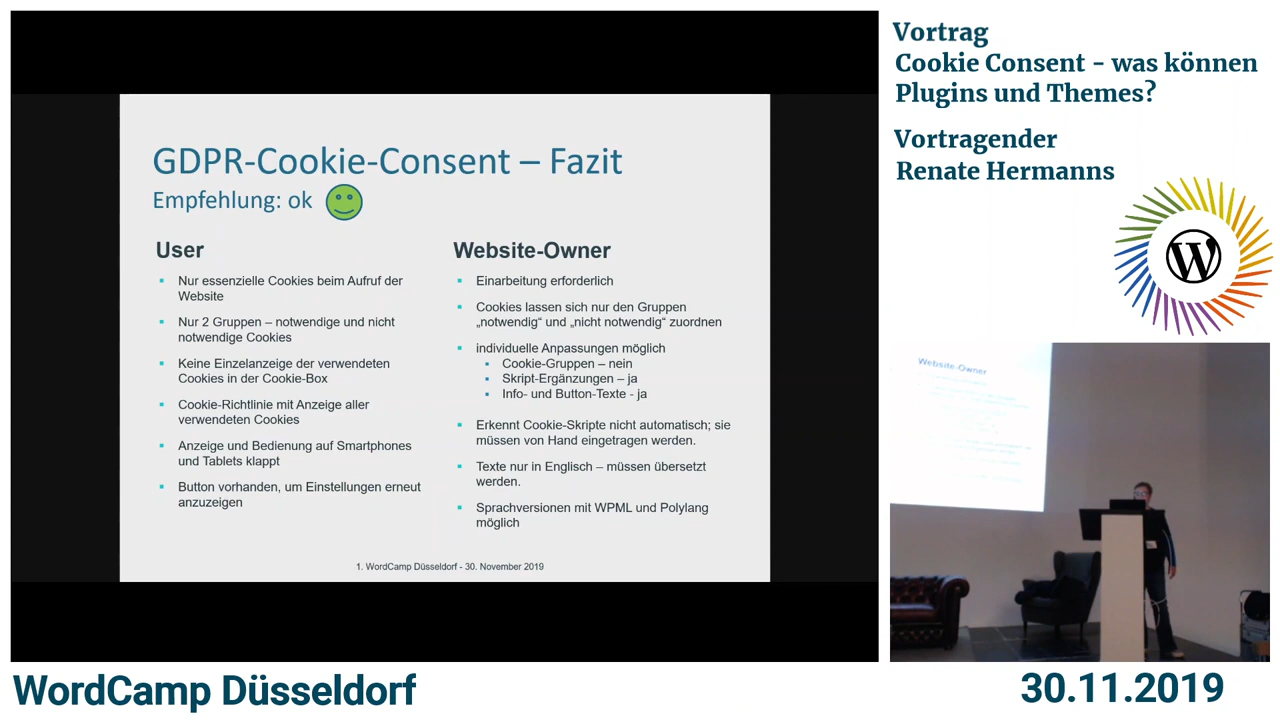 GDPR-Cookie-Consent – Fazit
Empfehlung: ok
User
Nur essenzielle Cookies beim Aufruf der
Website
Nur 2 Gruppen – notwendige und nicht
notwendige Cookies
Keine Einzelanzeige der verwendeten
Cookies in der Cookie-Box
Cookie-Richtlinie mit Anzeige aller
verwendeten Cookies
Anzeige und Bedienung auf Smartphones
und Tablets klappt
Button vorhanden, um Einstellungen erneut
anzuzeigen
Website-Owner
Einarbeitung erforderlich
Cookies lassen sich nur den Gruppen
„notwendig“ und „nicht notwendig“ zuordnen
individuelle Anpassungen möglich
Cookie-Gruppen – nein
Skript-Ergänzungen – ja
Info- und Button-Texte - ja
Erkennt Cookie-Skripte nicht automatisch; sie
müssen von Hand eingetragen werden.
Texte nur in Englisch – müssen übersetzt
werden.
Sprachversionen mit WPML und Polylang
möglich
1. WordCamp Düsseldorf - 30. November 2019
Vortrag
Cookie Consent - was können
Plugins und Themes?
Vortragender
Renate Hermanns
W
Website-Owner
WordCamp Düsseldorf
30.11.2019